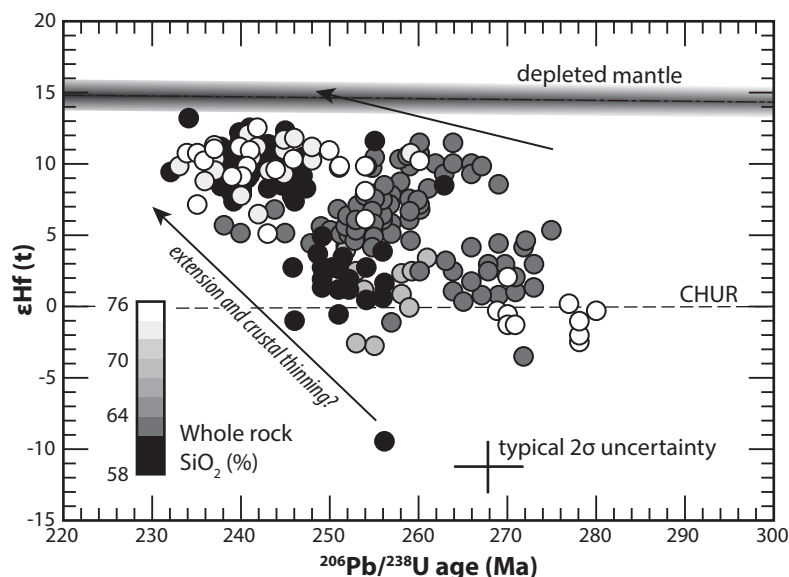 20
15
10
5
0
-5
-10
-15
220
230
240
250
260
270
280
290
300
εHf (t)
²⁰⁶Pb/²³⁸U age (Ma)
depleted mantle
CHUR
extension and crustal thinning?
76
70
64
58
Whole rock
SiO₂ (%)
typical 2σ uncertainty